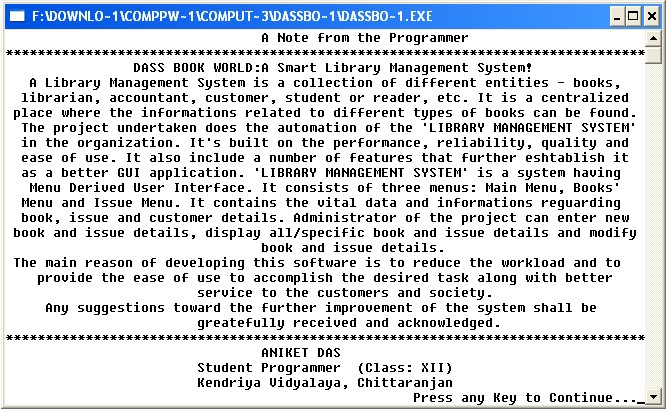 F:\DOWNLO~1\COMPPW~1\COMPUT~3\DASSBO~1\DASSBO~1.EXE
A Note from the Programmer
********************************************************************************
DASS BOOK WORLD:A Smart Library Management System!
A Library Management System is a collection of different entities - books,
librarian, accountant, customer, student or reader, etc. It is a centralized
place where the informations related to different types of books can be found.
The project undertaken does the automation of the 'LIBRARY MANAGEMENT SYSTEM'
in the organization. It's built on the performance, reliability, quality and
ease of use. It also include a number of features that further eshtablish it
as a better GUI application. 'LIBRARY MANAGEMENT SYSTEM' is a system having
Menu Derived User Interface. It consists of three menus: Main Menu, Books'
Menu and Issue Menu. It contains the vital data and informations reguarding
book, issue and customer details. Administrator of the project can enter new
book and issue details, display all/specific book and issue details and modify
book and issue details.
The main reason of developing this software is to reduce the workload and to
provide the ease of use to accomplish the desired task along with better
service to the customers and society.
Any suggestions toward the further improvement of the system shall be
greatefully received and acknowledged.
********************************************************************************
ANIKET DAS
Student Programmer (Class: XII)
Kendriya Vidyalaya, Chittaranjan
Press any Key to Continue..._